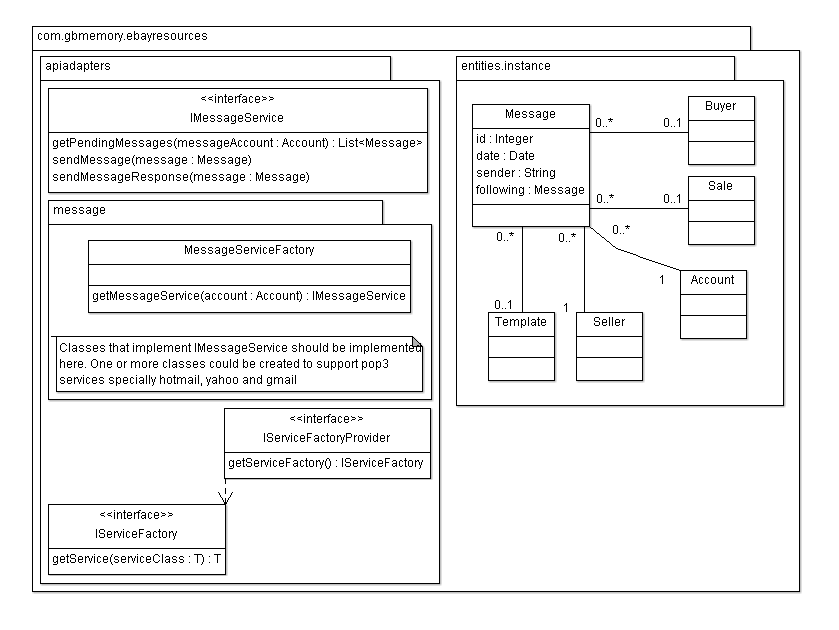 com.gbmemory.ebayresources
apiadapters
<<interface>>
IMessageService
getPendingMessages(messageAccount : Account) : List<Message>
sendMessage(message : Message)
sendMessageResponse(message : Message)
message
MessageServiceFactory
getMessageService(account : Account) : IMessageService
Classes that implement IMessageService should be implemented
here. One or more classes could be created to support pop3
services specially hotmail, yahoo and gmail
<<interface>>
IServiceFactoryProvider
getServiceFactory() : IServiceFactory
<<interface>>
IServiceFactory
getService(serviceClass : T) : T
entities.instance
Message
id : Integer
date : Date
sender : String
following : Message
0..*
0..1
Buyer
0..*
0..1
Sale
0..*
1
Account
0..*
0..1
Template
0..*
1
Seller